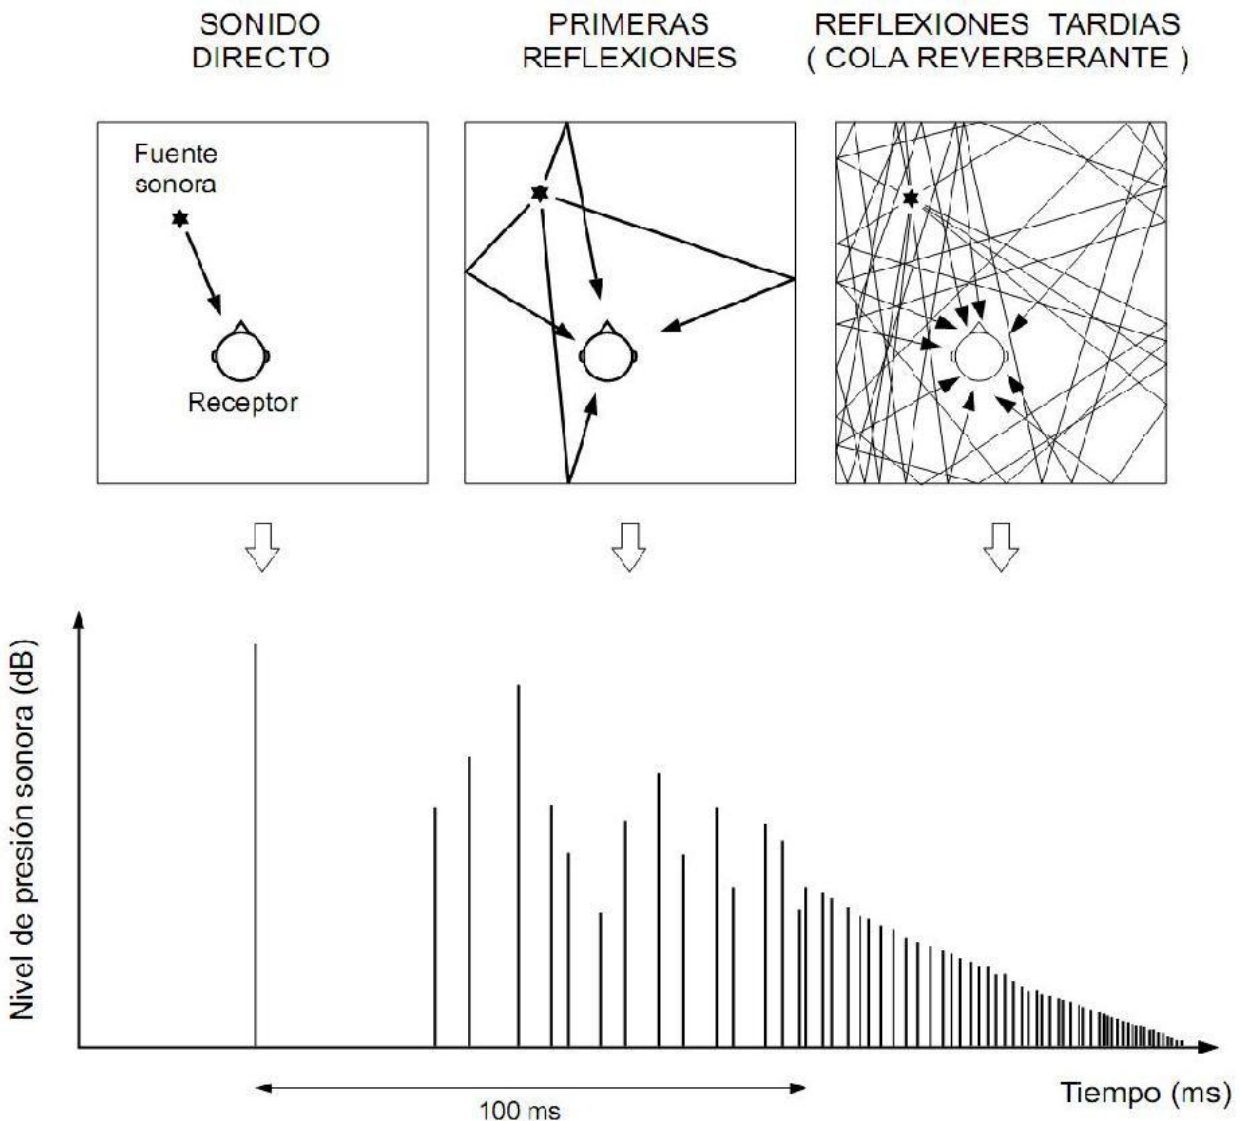 SONIDO
DIRECTO
PRIMERAS
REFLEXIONES
REFLEXIONES TARDIAS
( COLA REVERBERANTE )
Fuente
sonora
Receptor
Nivel de presión sonora (dB)
100 ms
Tiempo (ms)